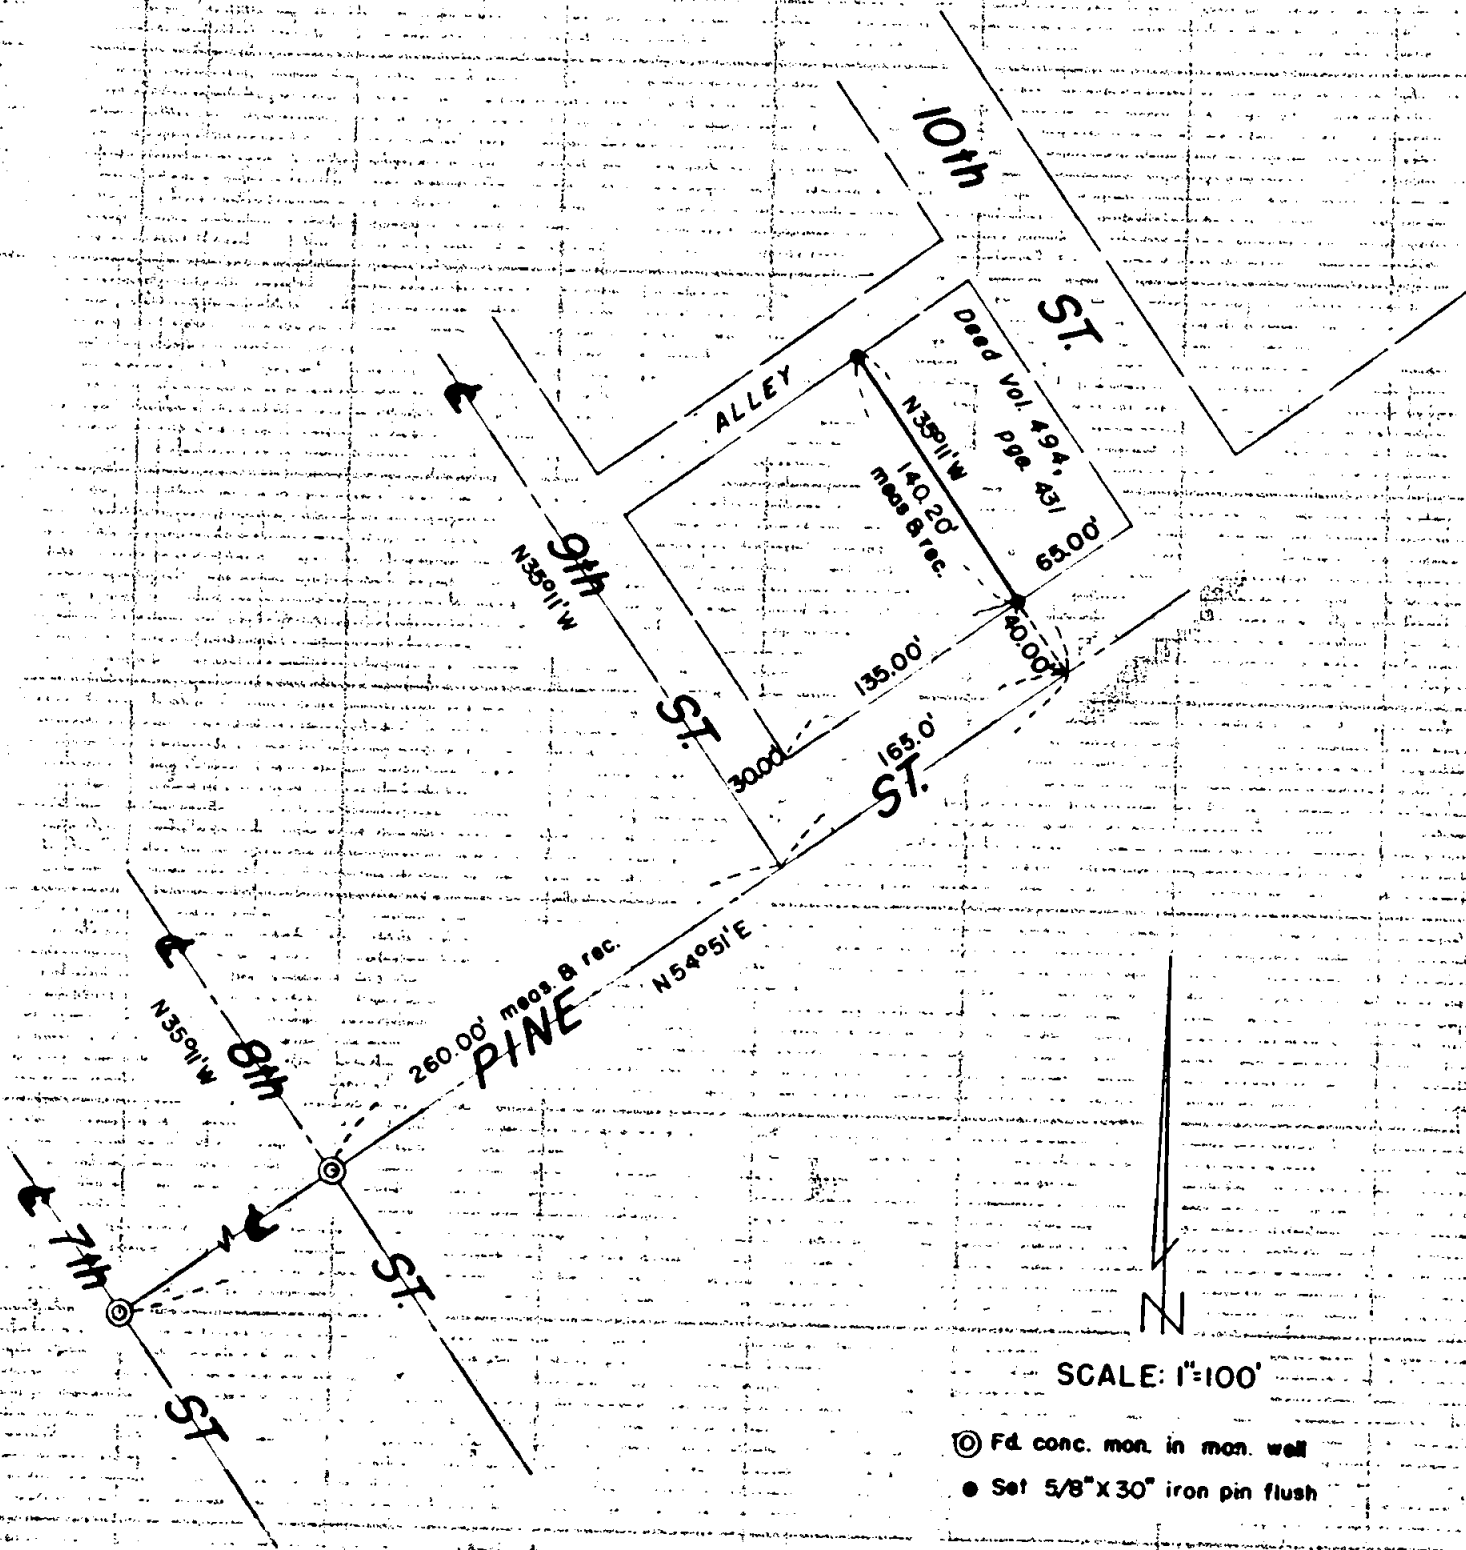 10th
ST.
Deed Vol. 494,
pge. 431
ALLEY
N35°11'W
140.20'
meas & rec.
65.00'
9th
N35°11'W
40.00'
135.00'
ST.
30.00'
165.0'
ST.
N54°51'E
260.00' meas. & rec.
PINE
N35°11'W
8th
7th
ST.
ST.
N
SCALE: 1"=100'
Fd. conc. mon. in mon. well
Set 5/8"X30" iron pin flush